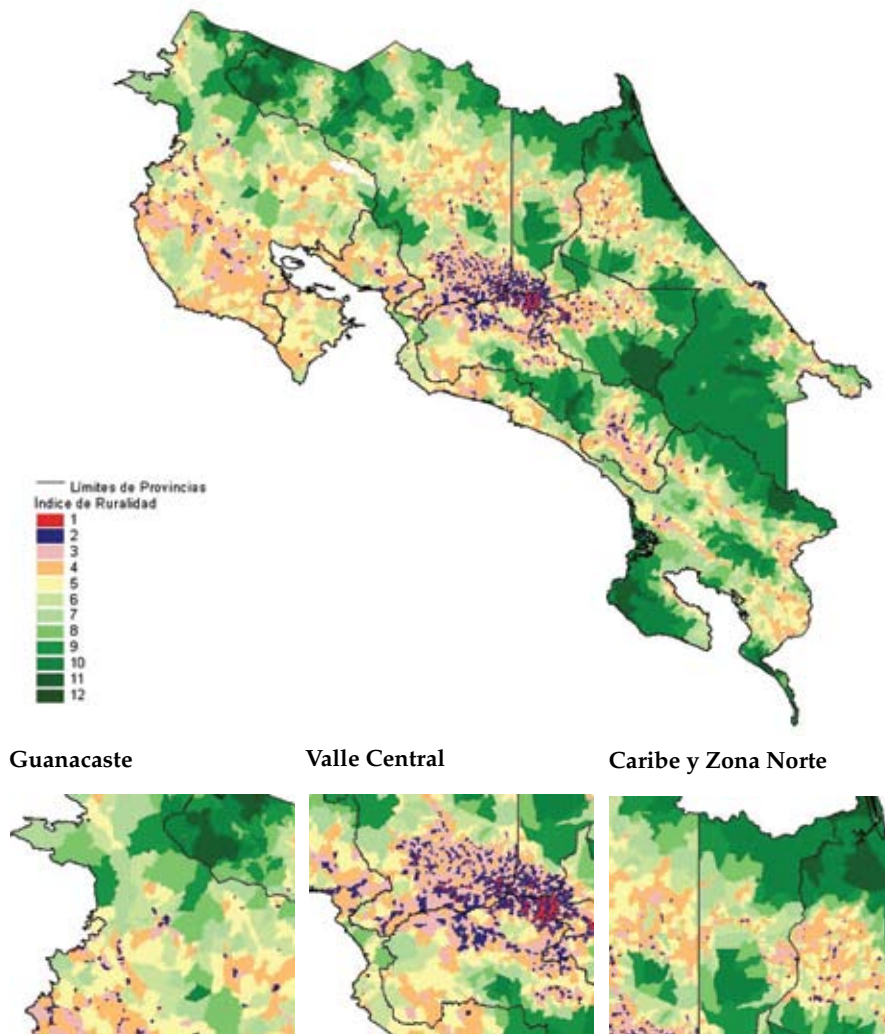 Límites de Provincias
Indice de Ruralidad
1
2
3
4
5
6
7
8
9
10
11
12
Guanacaste
Valle Central
Caribe y Zona Norte